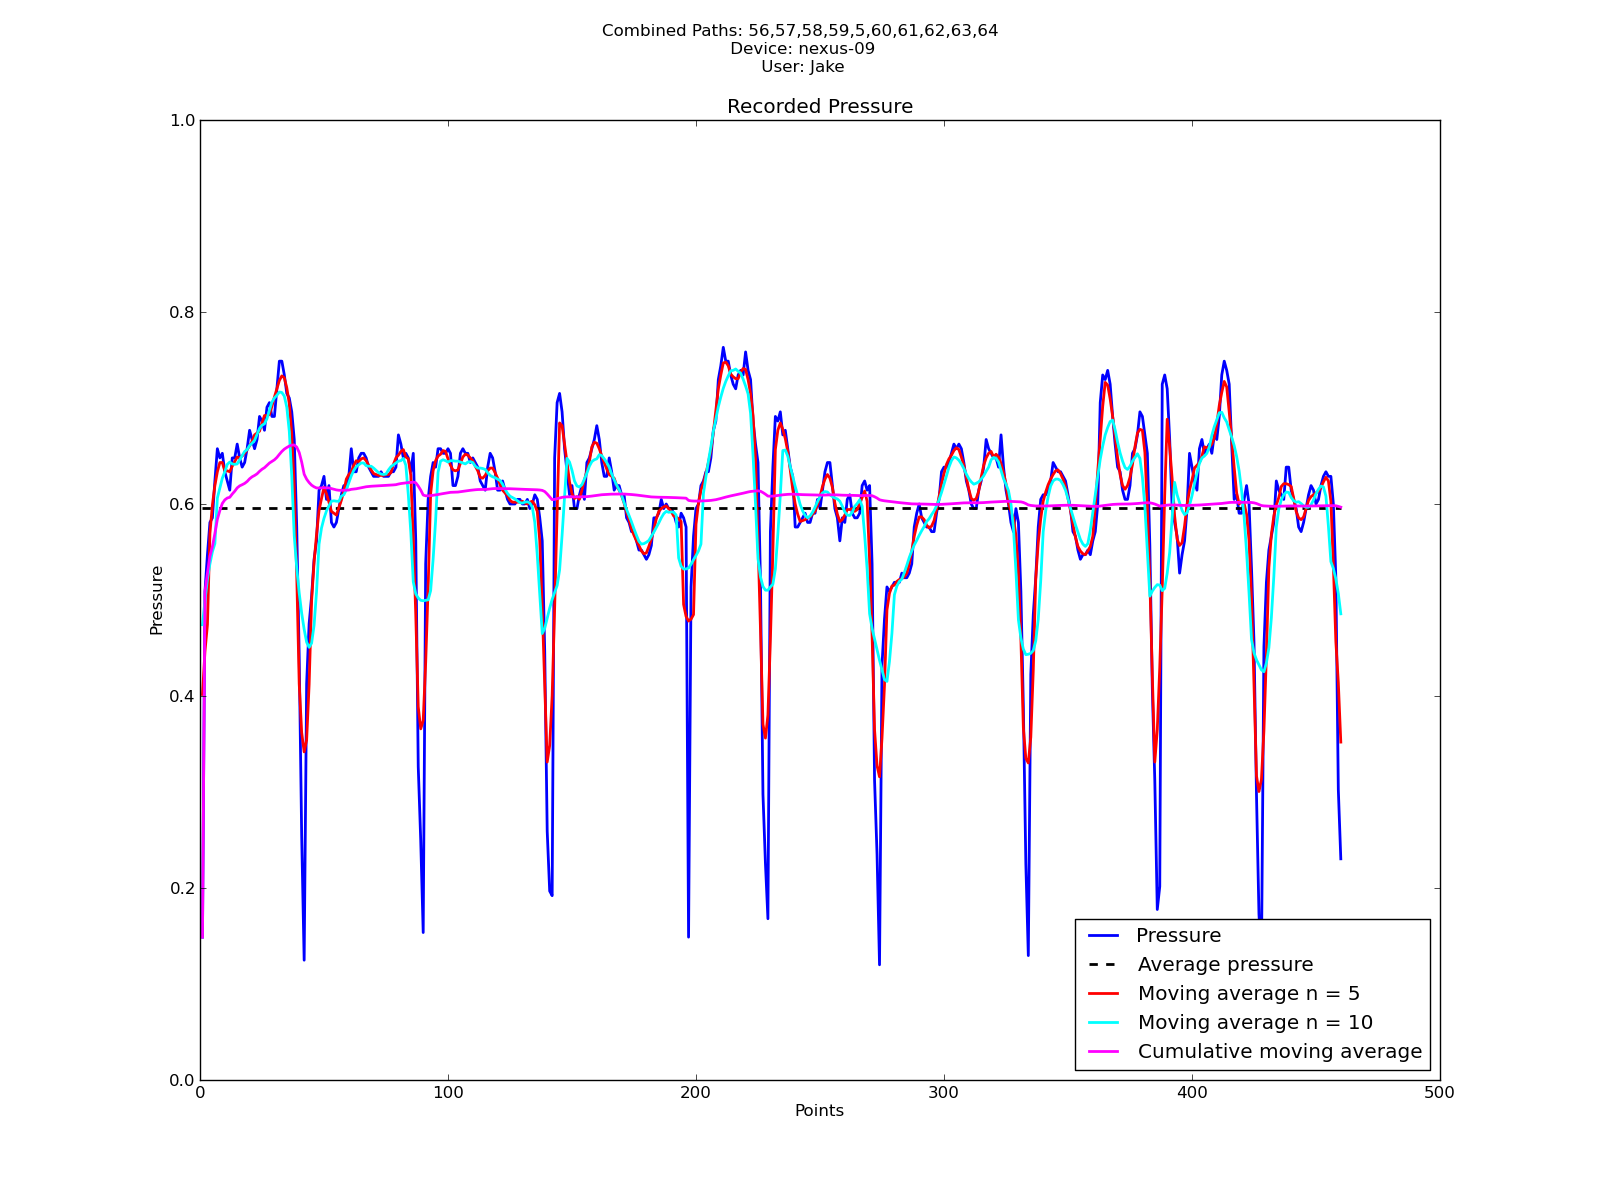 Combined Paths: 56,57,58,59,5,60,61,62,63,64
Device: nexus-09
User: Jake
Recorded Pressure
1.0
0.8
0.6
0.4
0.2
0.0
Pressure
0
100
200
300
400
500
Points
Pressure
Average pressure
Moving average n = 5
Moving average n = 10
Cumulative moving average